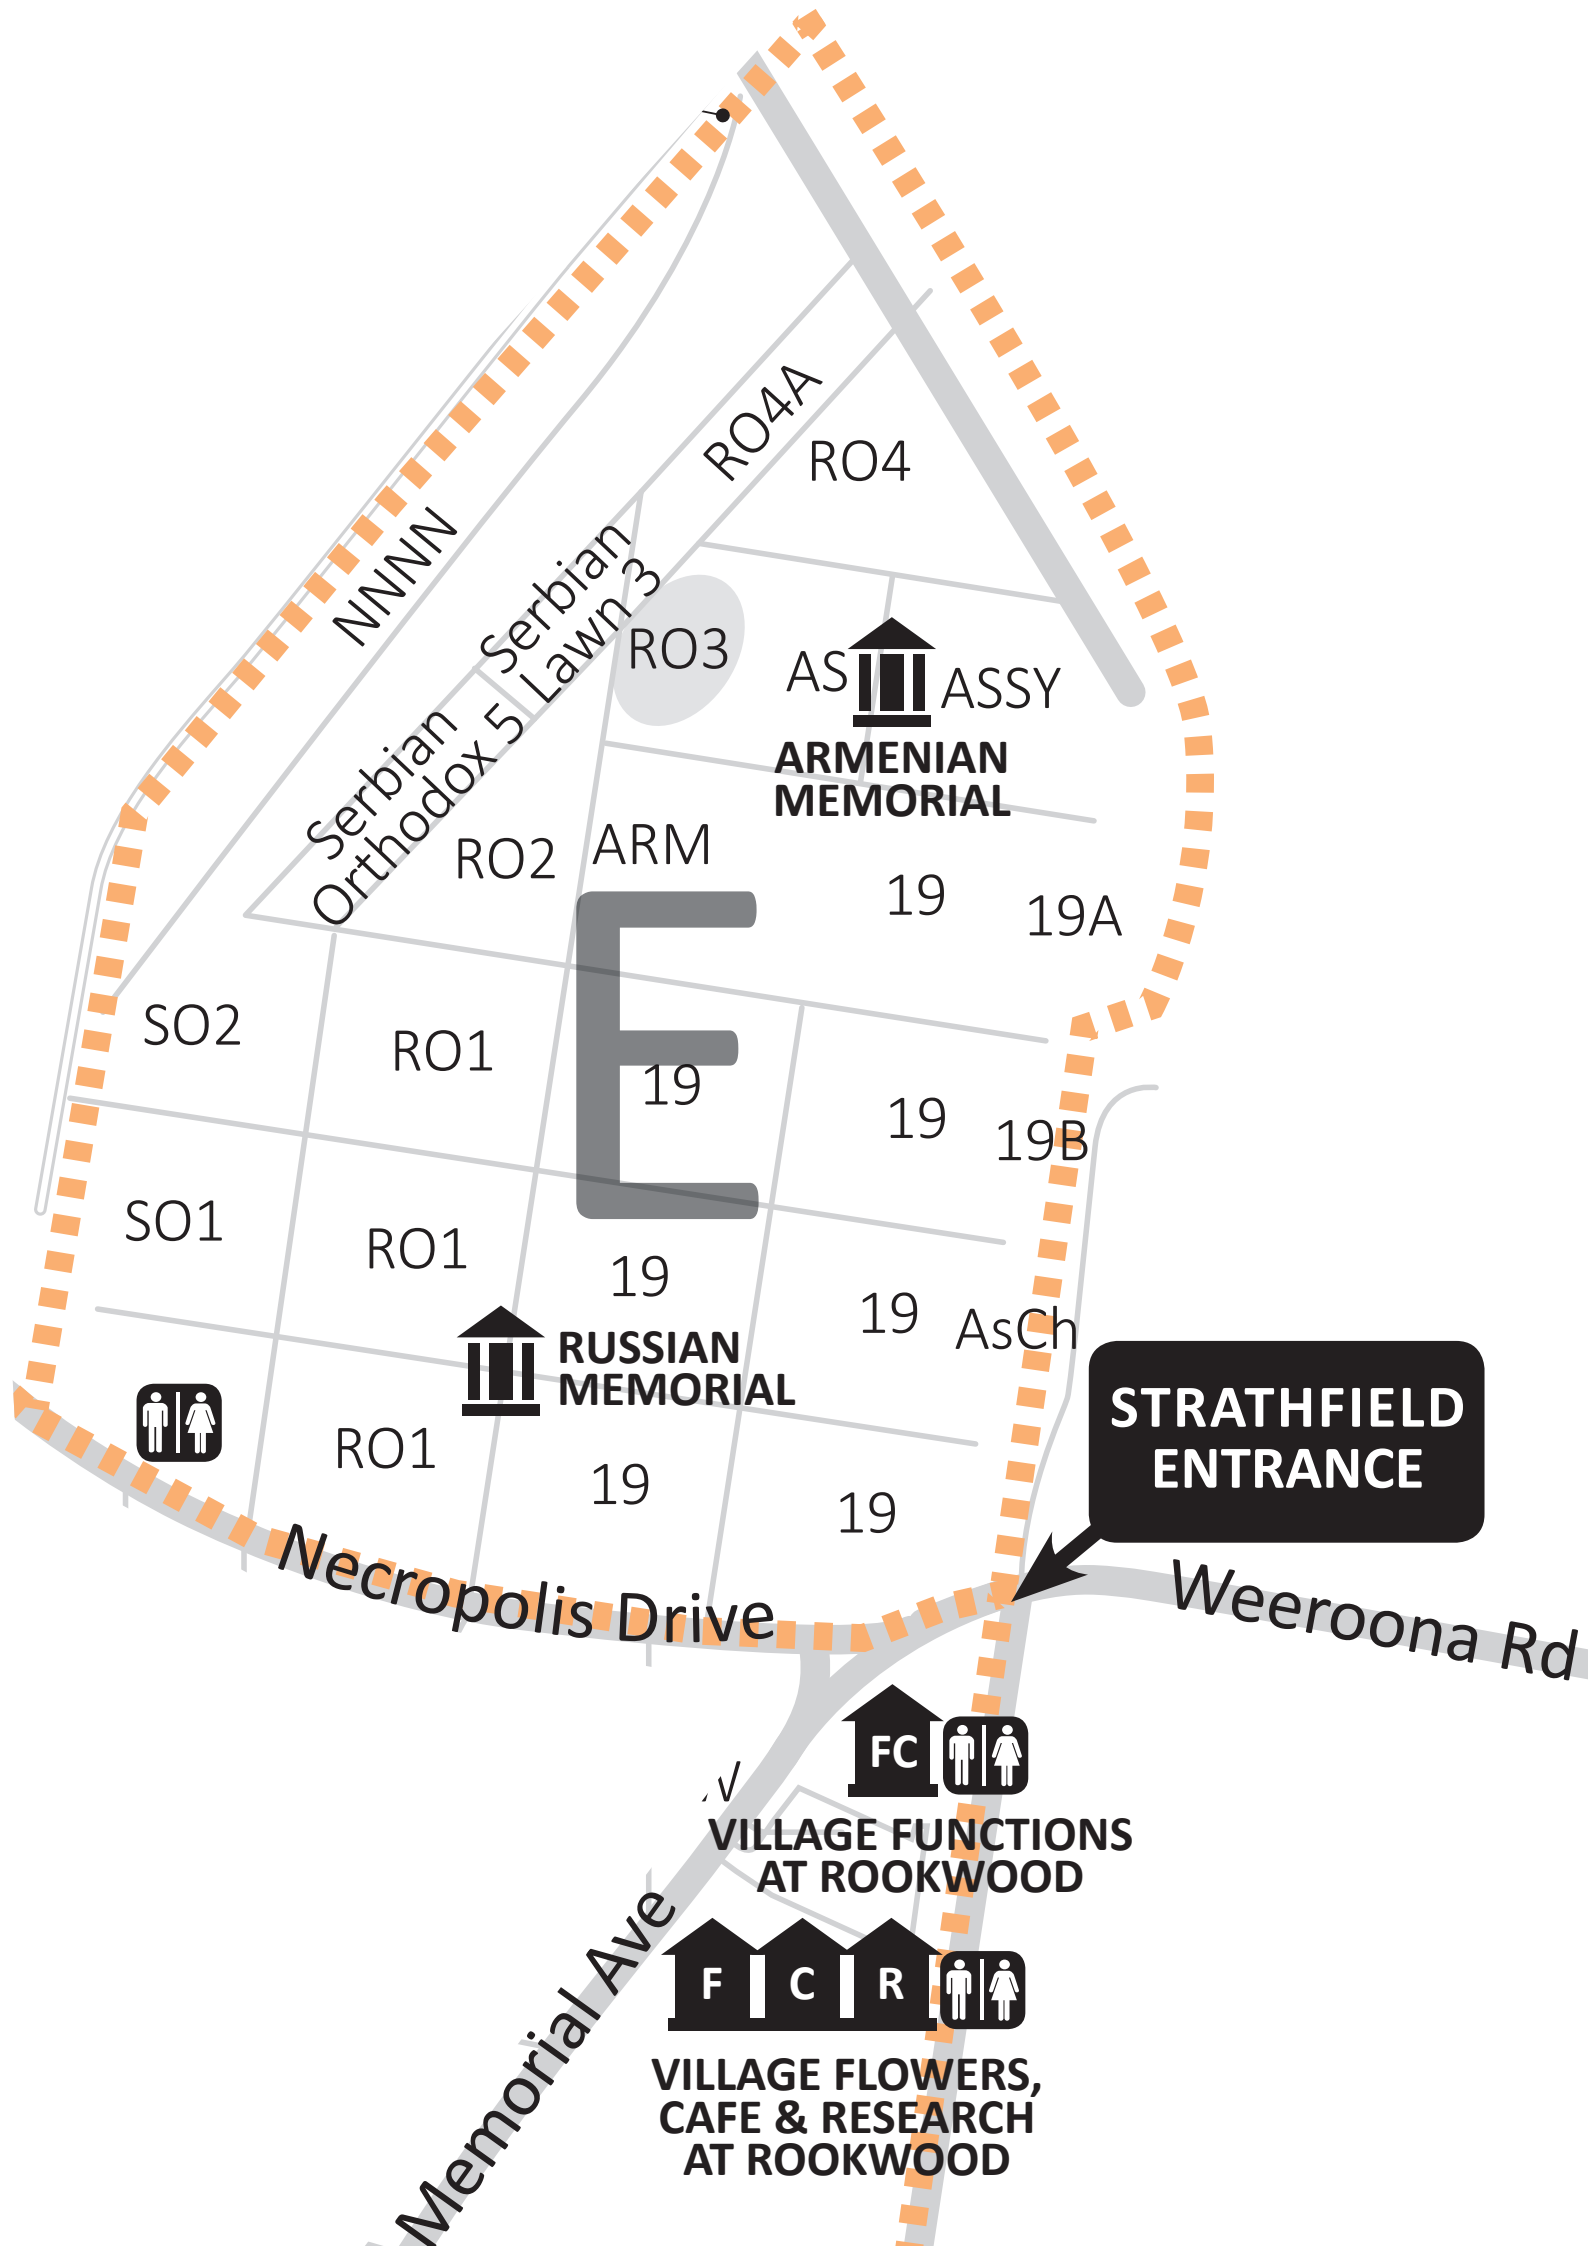 RO4A
RO4
NNNN
Serbian
Lawn 3
RO3
AS
ASSY
ARMENIAN
MEMORIAL
Serbian
Orthodox 5
RO2
ARM
19
19A
E
SO2
RO1
19
19
19B
SO1
RO1
19
19
AsCh
RUSSIAN
MEMORIAL
STRATHFIELD
ENTRANCE
RO1
19
19
Necropolis Drive
Weeroona Rd
FC
VILLAGE FUNCTIONS
AT ROOKWOOD
Memorial Ave
F C R
VILLAGE FLOWERS,
CAFE & RESEARCH
AT ROOKWOOD